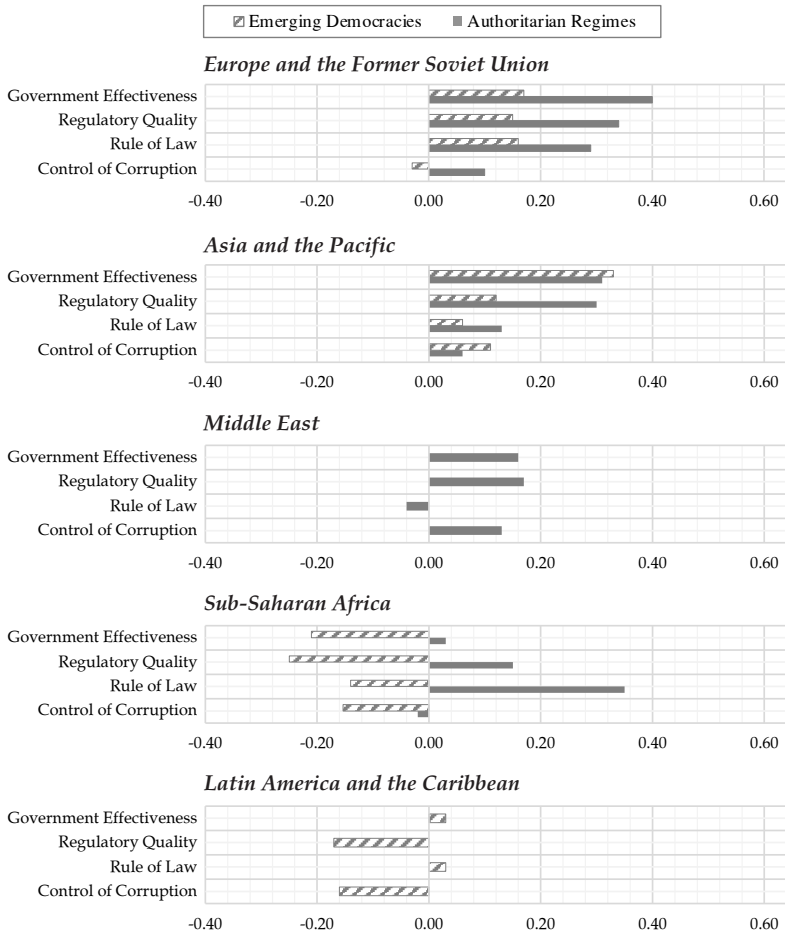 Emerging Democracies Authoritarian Regimes
Europe and the Former Soviet Union
Government Effectiveness
Regulatory Quality
Rule of Law
Control of Corruption
-0.40 -0.20 0.00 0.20 0.40 0.60
Asia and the Pacific
Government Effectiveness
Regulatory Quality
Rule of Law
Control of Corruption
-0.40 -0.20 0.00 0.20 0.40 0.60
Middle East
Government Effectiveness
Regulatory Quality
Rule of Law
Control of Corruption
-0.40 -0.20 0.00 0.20 0.40 0.60
Sub-Saharan Africa
Government Effectiveness
Regulatory Quality
Rule of Law
Control of Corruption
-0.40 -0.20 0.00 0.20 0.40 0.60
Latin America and the Caribbean
Government Effectiveness
Regulatory Quality
Rule of Law
Control of Corruption
-0.40 -0.20 0.00 0.20 0.40 0.60